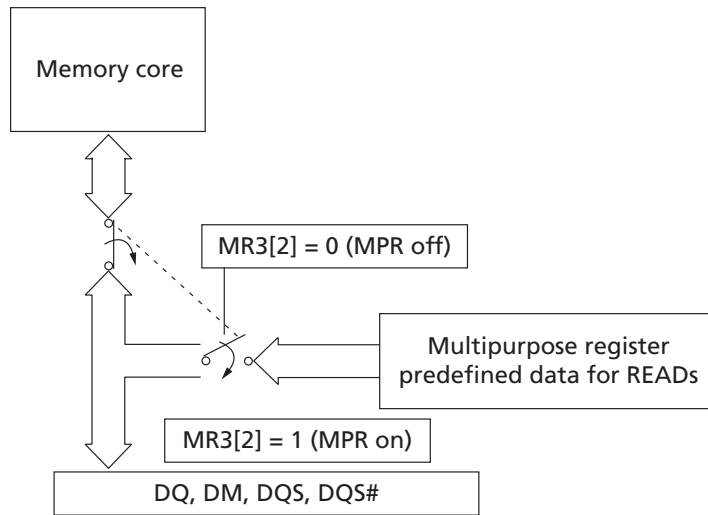 Memory core
MR3[2] = 0 (MPR off)
Multipurpose register
predefined data for READs
MR3[2] = 1 (MPR on)
DQ, DM, DQS, DQS#